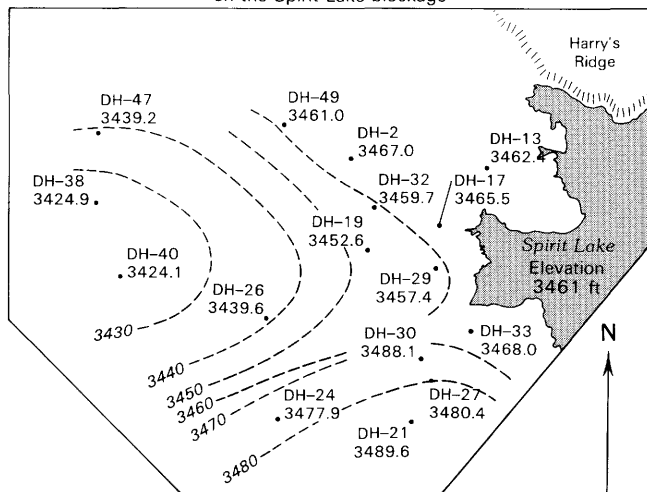 on the Spirit Lake blockage
Harry's
Ridge
DH-47
3439.2
DH-49
3461.0
DH-2
3467.0
DH-13
3462.4
DH-38
3424.9
DH-32
3459.7
DH-17
3465.5
DH-19
3452.6
DH-40
3424.1
DH-26
3439.6
DH-29
3457.4
Spirit Lake
Elevation
3461 ft
DH-30
3488.1
DH-33
3468.0
N
3430
3440
3450
3460
3470
3480
DH-24
3477.9
DH-27
3480.4
DH-21
3489.6